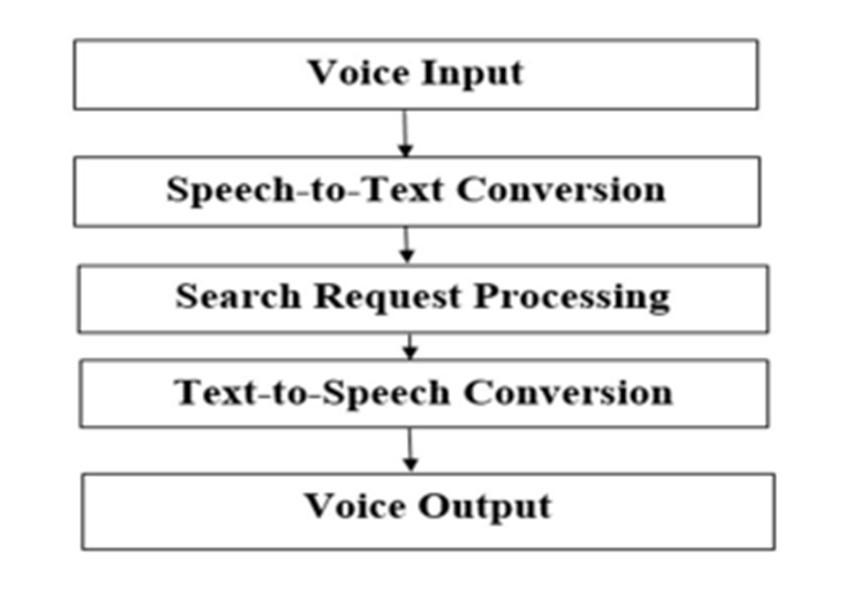 Voice Input
Speech-to-Text Conversion
Search Request Processing
Text-to-Speech Conversion
Voice Output